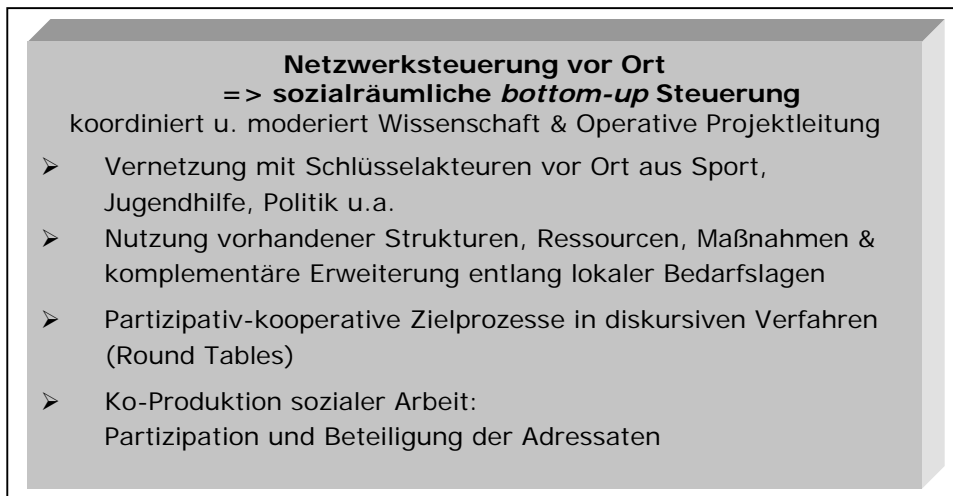 Netzwerksteuerung vor Ort
=> sozialräumliche bottom-up Steuerung
koordiniert u. moderiert Wissenschaft & Operative Projektleitung
➢ Vernetzung mit Schlüsselakteuren vor Ort aus Sport,
Jugendhilfe, Politik u.a.
➢ Nutzung vorhandener Strukturen, Ressourcen, Maßnahmen &
komplementäre Erweiterung entlang lokaler Bedarfslagen
➢ Partizipativ-kooperative Zielprozesse in diskursiven Verfahren
(Round Tables)
➢ Ko-Produktion sozialer Arbeit:
Partizipation und Beteiligung der Adressaten